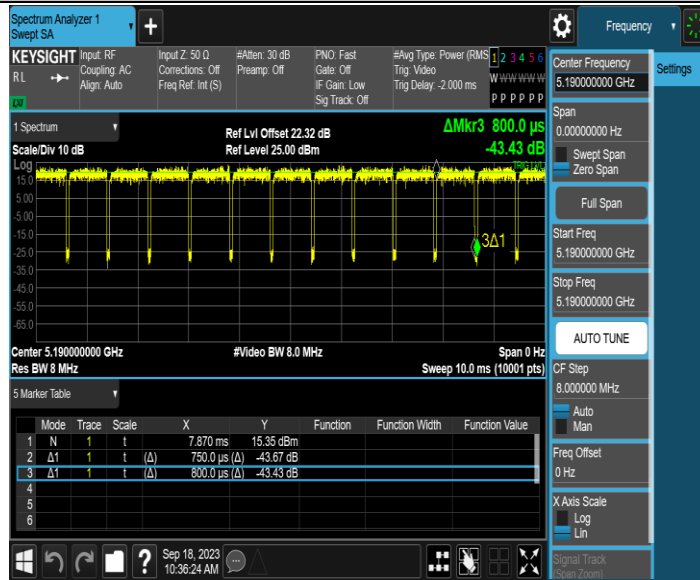 Spectrum Analyzer 1
Swept SA
Frequency
KEYSIGHT
RL
LXI
Input: RF
Coupling: AC
Align: Auto
Input Z: 50 Ω
Corrections: Off
Freq Ref: Int (S)
#Atten: 30 dB
Preamp: Off
PNO: Fast
Gate: Off
IF Gain: Low
Sig Track: Off
#Avg Type: Power (RMS
Trig: Video
Trig Delay: -2.000 ms
1 2 3 4 5 6
W W W W W W
P P P P P P
1 Spectrum
Scale/Div 10 dB
Ref Lvl Offset 22.32 dB
Ref Level 25.00 dBm
ΔMkr3 800.0 µs
-43.43 dB
Log
TRIG LVL
15.0
5.00
-5.00
-15.0
-25.0
-35.0
-45.0
-55.0
-65.0
3Δ1
Center 5.190000000 GHz
Res BW 8 MHz
#Video BW 8.0 MHz
Span 0 Hz
Sweep 10.0 ms (10001 pts)
5 Marker Table
Mode Trace Scale X Y Function Function Width Function Value
1 N 1 t 7.870 ms 15.35 dBm
2 Δ1 1 t (Δ) 750.0 µs (Δ) -43.67 dB
3 Δ1 1 t (Δ) 800.0 µs (Δ) -43.43 dB
4
5
6
Sep 18, 2023
10:36:24 AM
Center Frequency
5.190000000 GHz
Settings
Span
0.00000000 Hz
Swept Span
Zero Span
Full Span
Start Freq
5.190000000 GHz
Stop Freq
5.190000000 GHz
AUTO TUNE
CF Step
8.000000 MHz
Auto
Man
Freq Offset
0 Hz
X Axis Scale
Log
Lin
Signal Track
(Span Zoom)